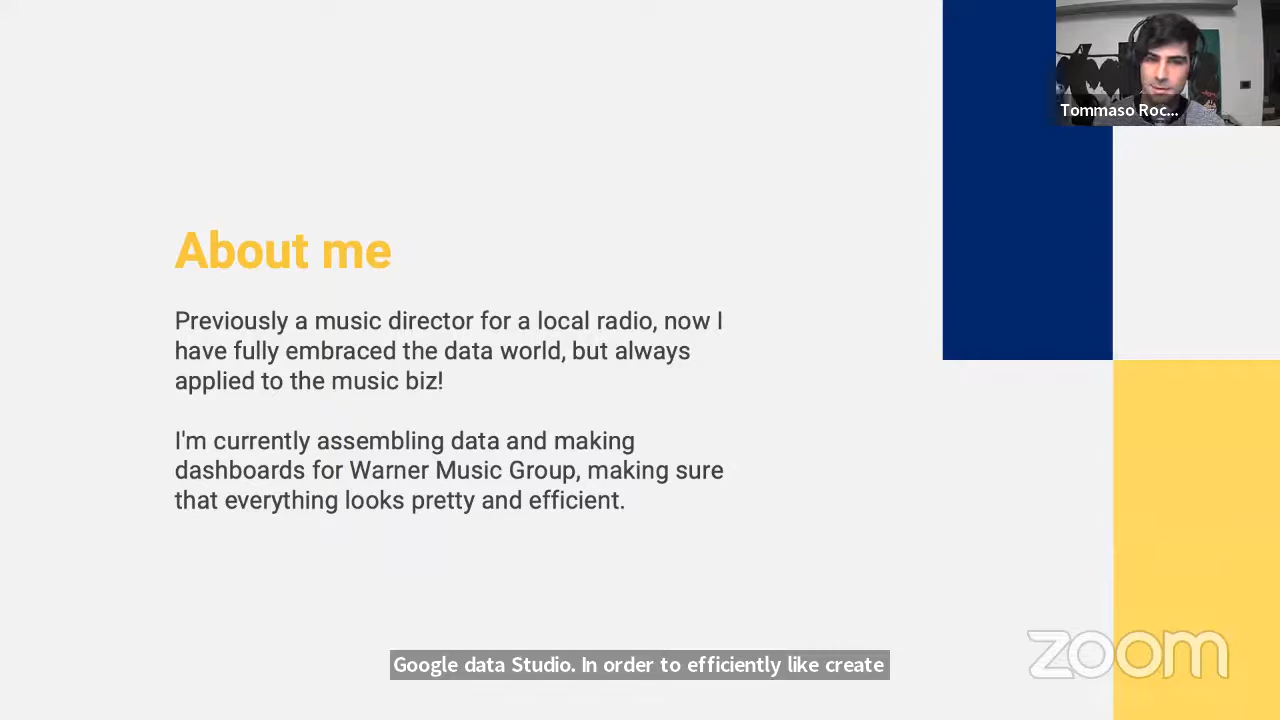 Tommaso Roc...
About me
Previously a music director for a local radio, now I
have fully embraced the data world, but always
applied to the music biz!
I'm currently assembling data and making
dashboards for Warner Music Group, making sure
that everything looks pretty and efficient.
zoom
Google data Studio. In order to efficiently like create